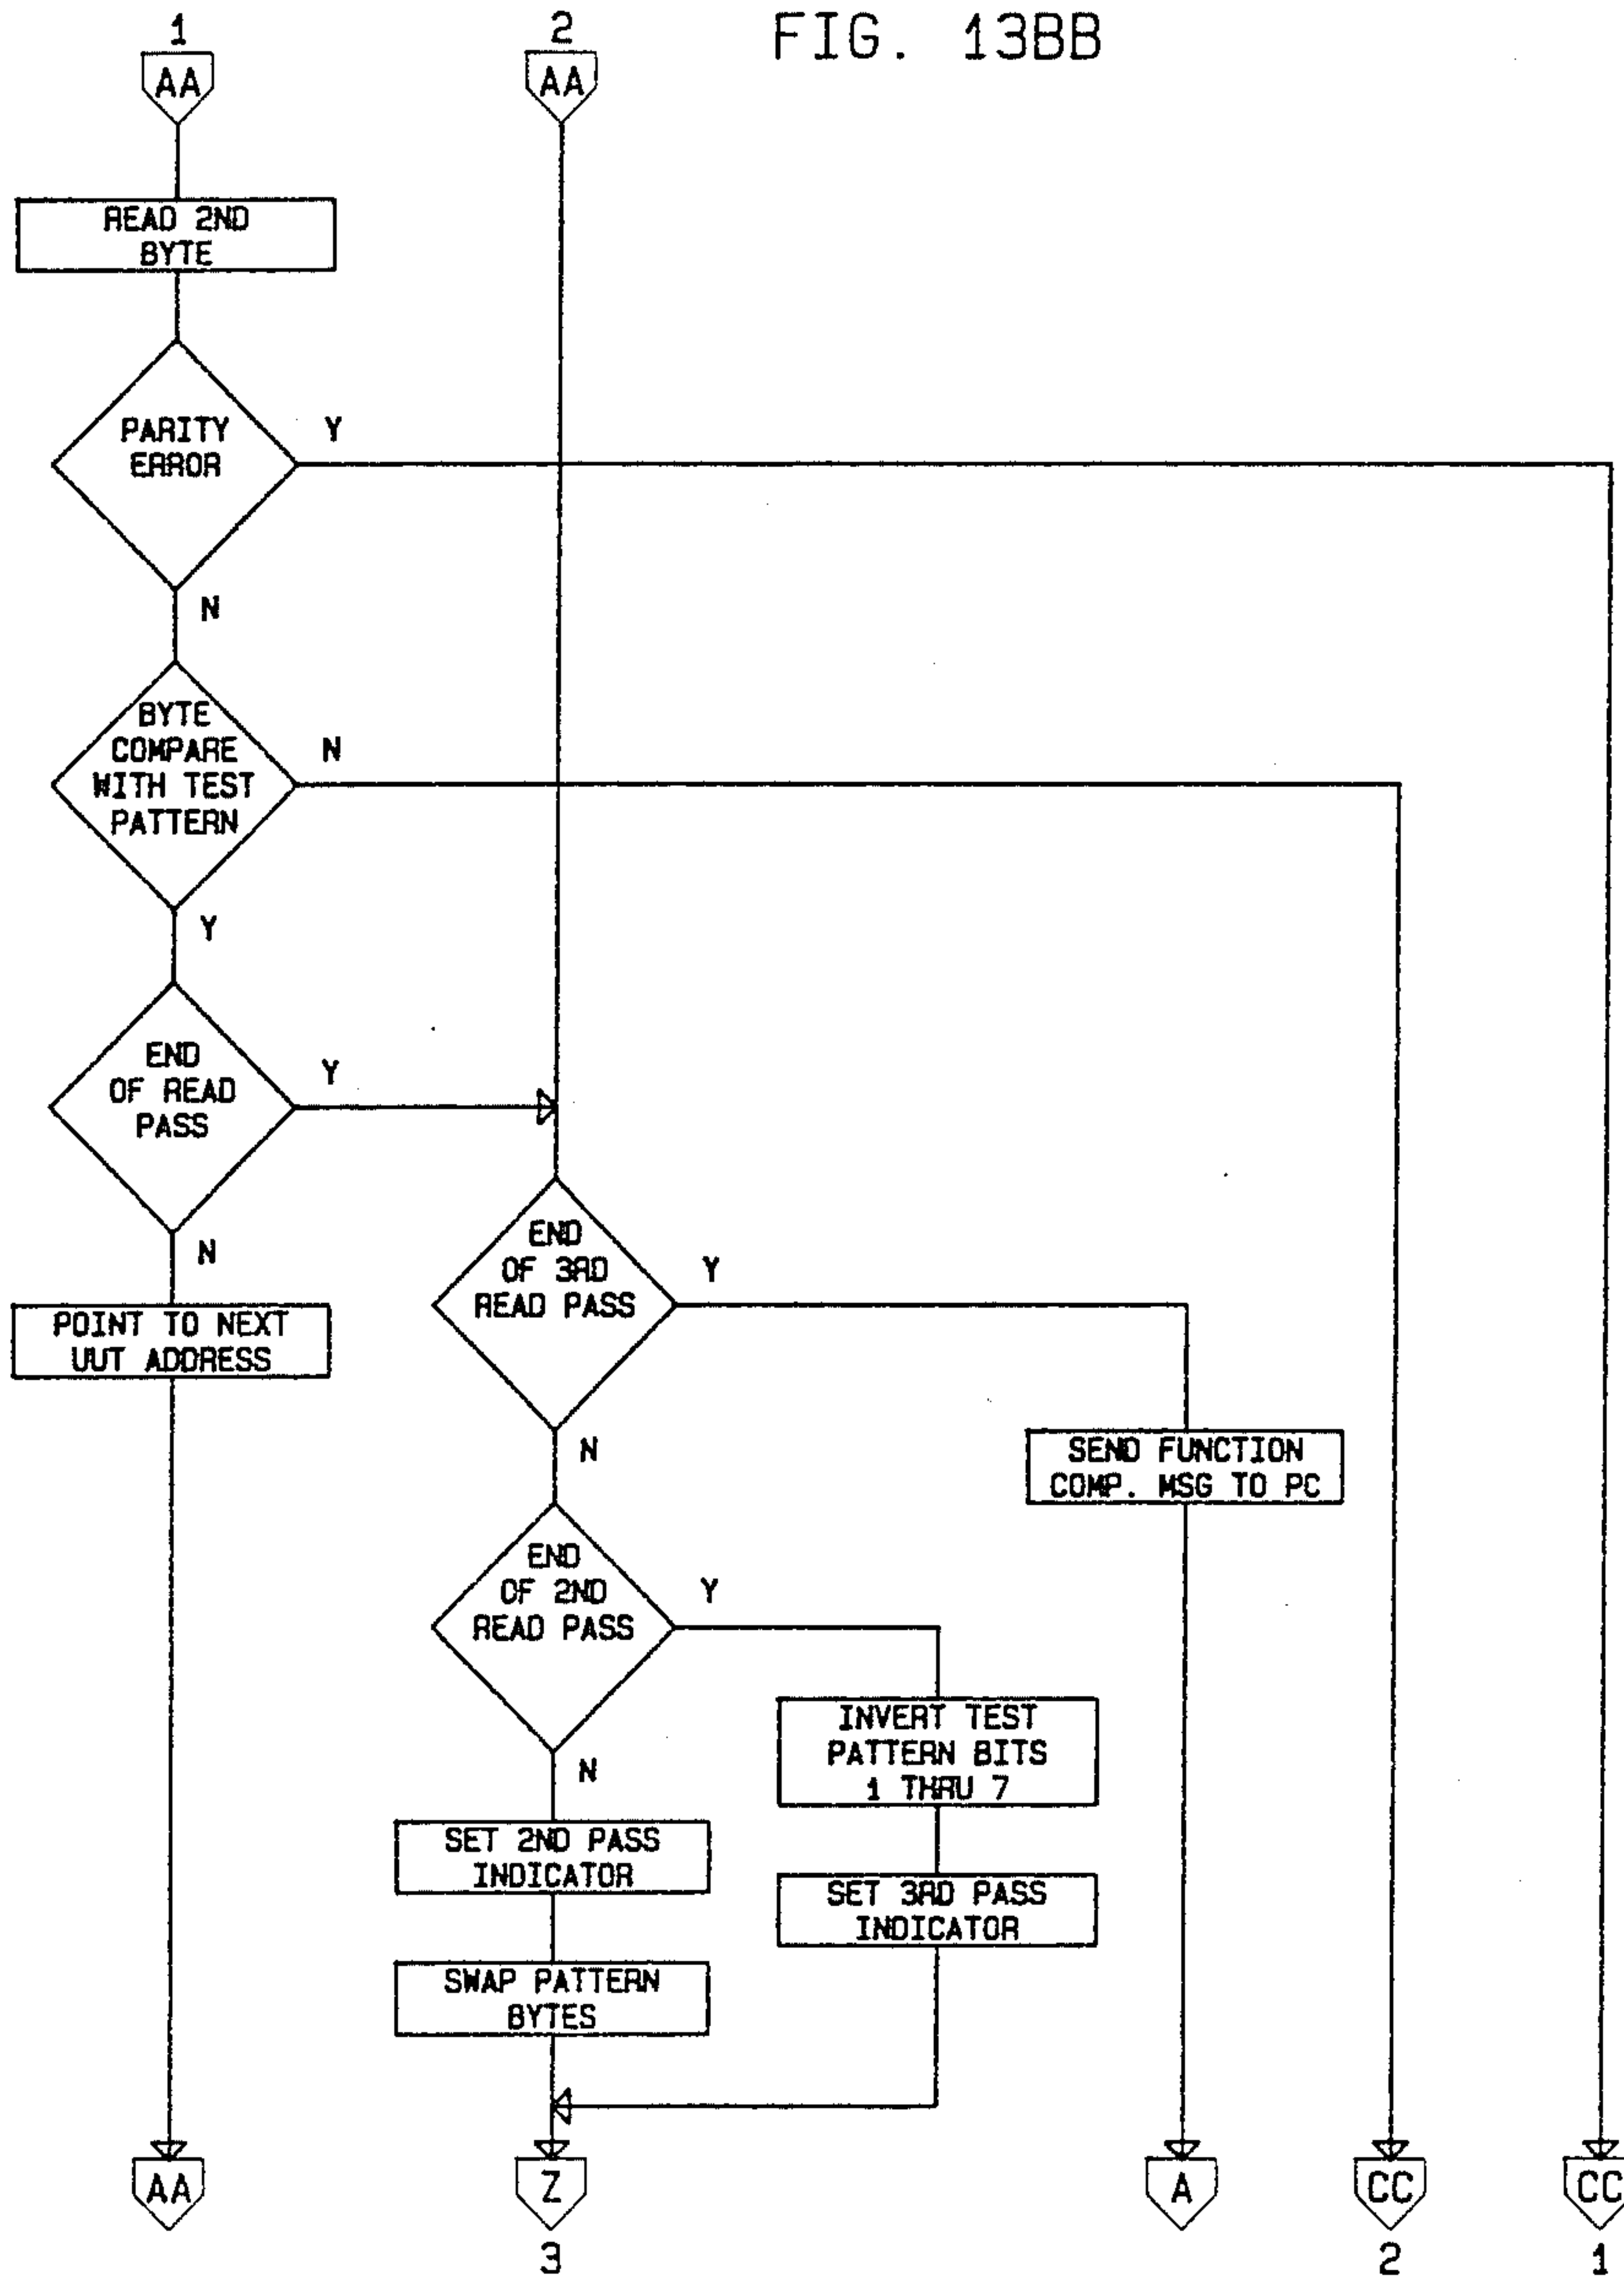 FIG. 13BB
1
AA
2
AA
READ 2ND
BYTE
PARITY
ERROR
Y
N
BYTE
COMPARE
WITH TEST
PATTERN
N
Y
END
OF READ
PASS
Y
N
POINT TO NEXT
UUT ADDRESS
END
OF 3RD
READ PASS
Y
N
SEND FUNCTION
COMP. MSG TO PC
END
OF 2ND
READ PASS
Y
N
INVERT TEST
PATTERN BITS
1 THRU 7
SET 2ND PASS
INDICATOR
SET 3RD PASS
INDICATOR
SWAP PATTERN
BYTES
AA
Z
3
A
CC
2
CC
1